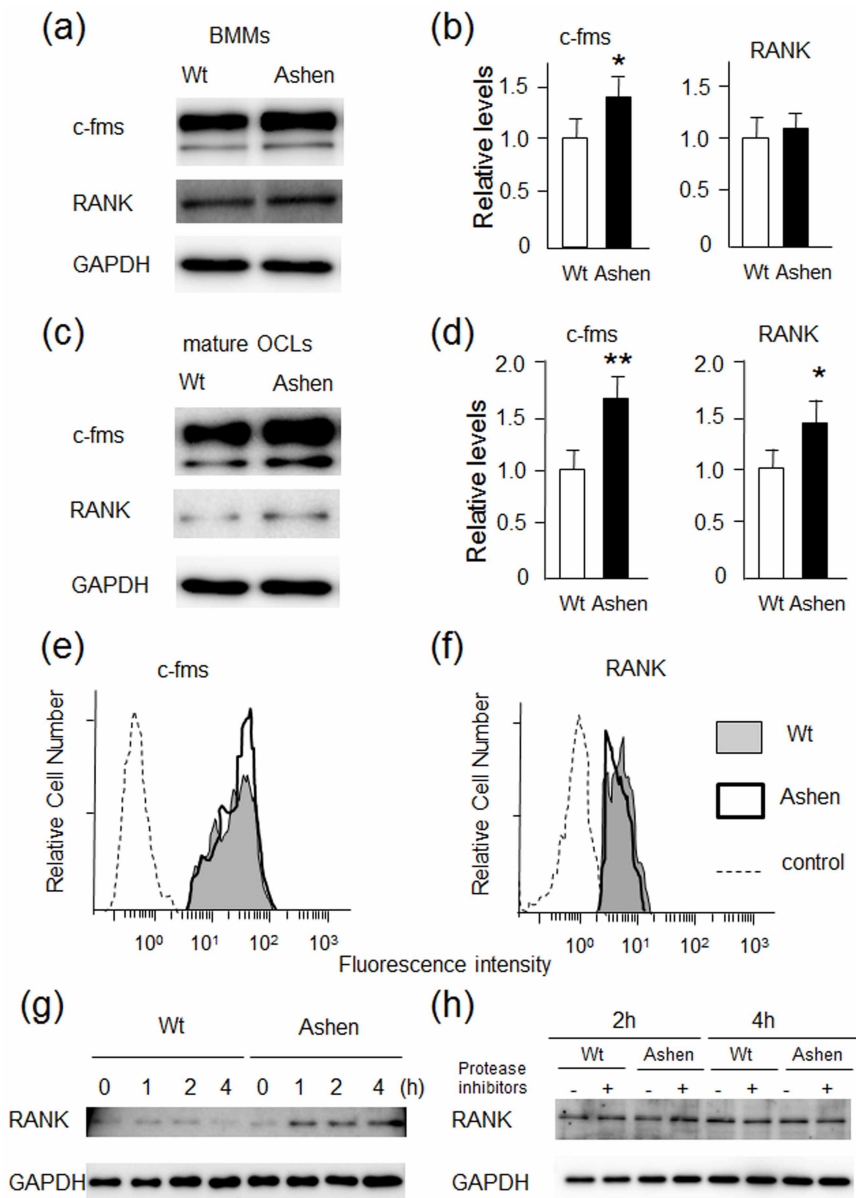 (a)
BMMs
Wt Ashen
c-fms
RANK
GAPDH
(b)
c-fms
RANK
Relative levels
1.5
1.0
0.5
0
*
Wt Ashen
1.5
1.0
0.5
0
Wt Ashen
(c)
mature OCLs
Wt Ashen
c-fms
RANK
GAPDH
(d)
c-fms
RANK
Relative levels
2.0
1.5
1.0
0.5
0
**
Wt Ashen
2.0
1.5
1.0
0.5
0
*
Wt Ashen
(e)
c-fms
Relative Cell Number
10⁰ 10¹ 10² 10³
(f)
RANK
Relative Cell Number
10⁰ 10¹ 10² 10³
Wt
Ashen
control
Fluorescence intensity
(g)
Wt Ashen
0 1 2 4 0 1 2 4 (h)
RANK
GAPDH
(h)
2h 4h
Wt Ashen Wt Ashen
Protease
inhibitors - + - + - + - +
RANK
GAPDH